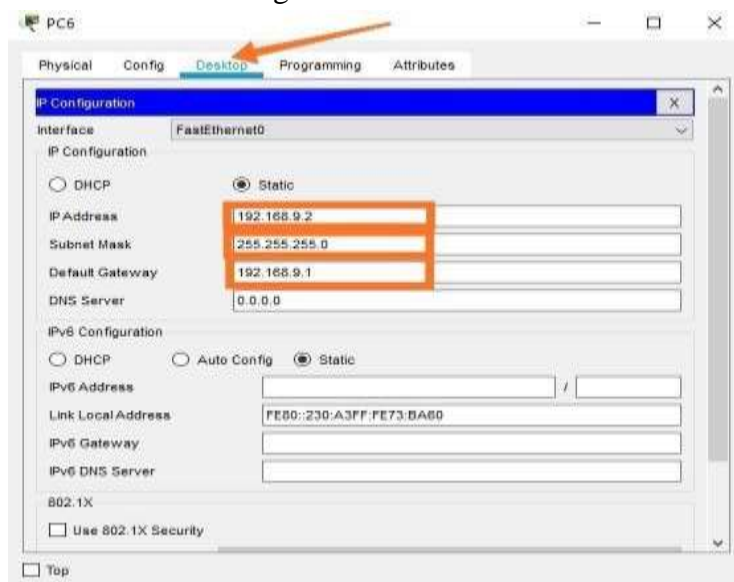 PC6
Physical Config Desktop Programming Attributes
IP Configuration X
Interface FastEthernet0
IP Configuration
DHCP Static
IP Address 192.168.9.2
Subnet Mask 255.255.255.0
Default Gateway 192.168.9.1
DNS Server 0.0.0.0
IPv6 Configuration
DHCP Auto Config Static
IPv6 Address /
Link Local Address FE80::230:A3FF:FE73:BA60
IPv6 Gateway
IPv6 DNS Server
802.1X
Use 802.1X Security
Top